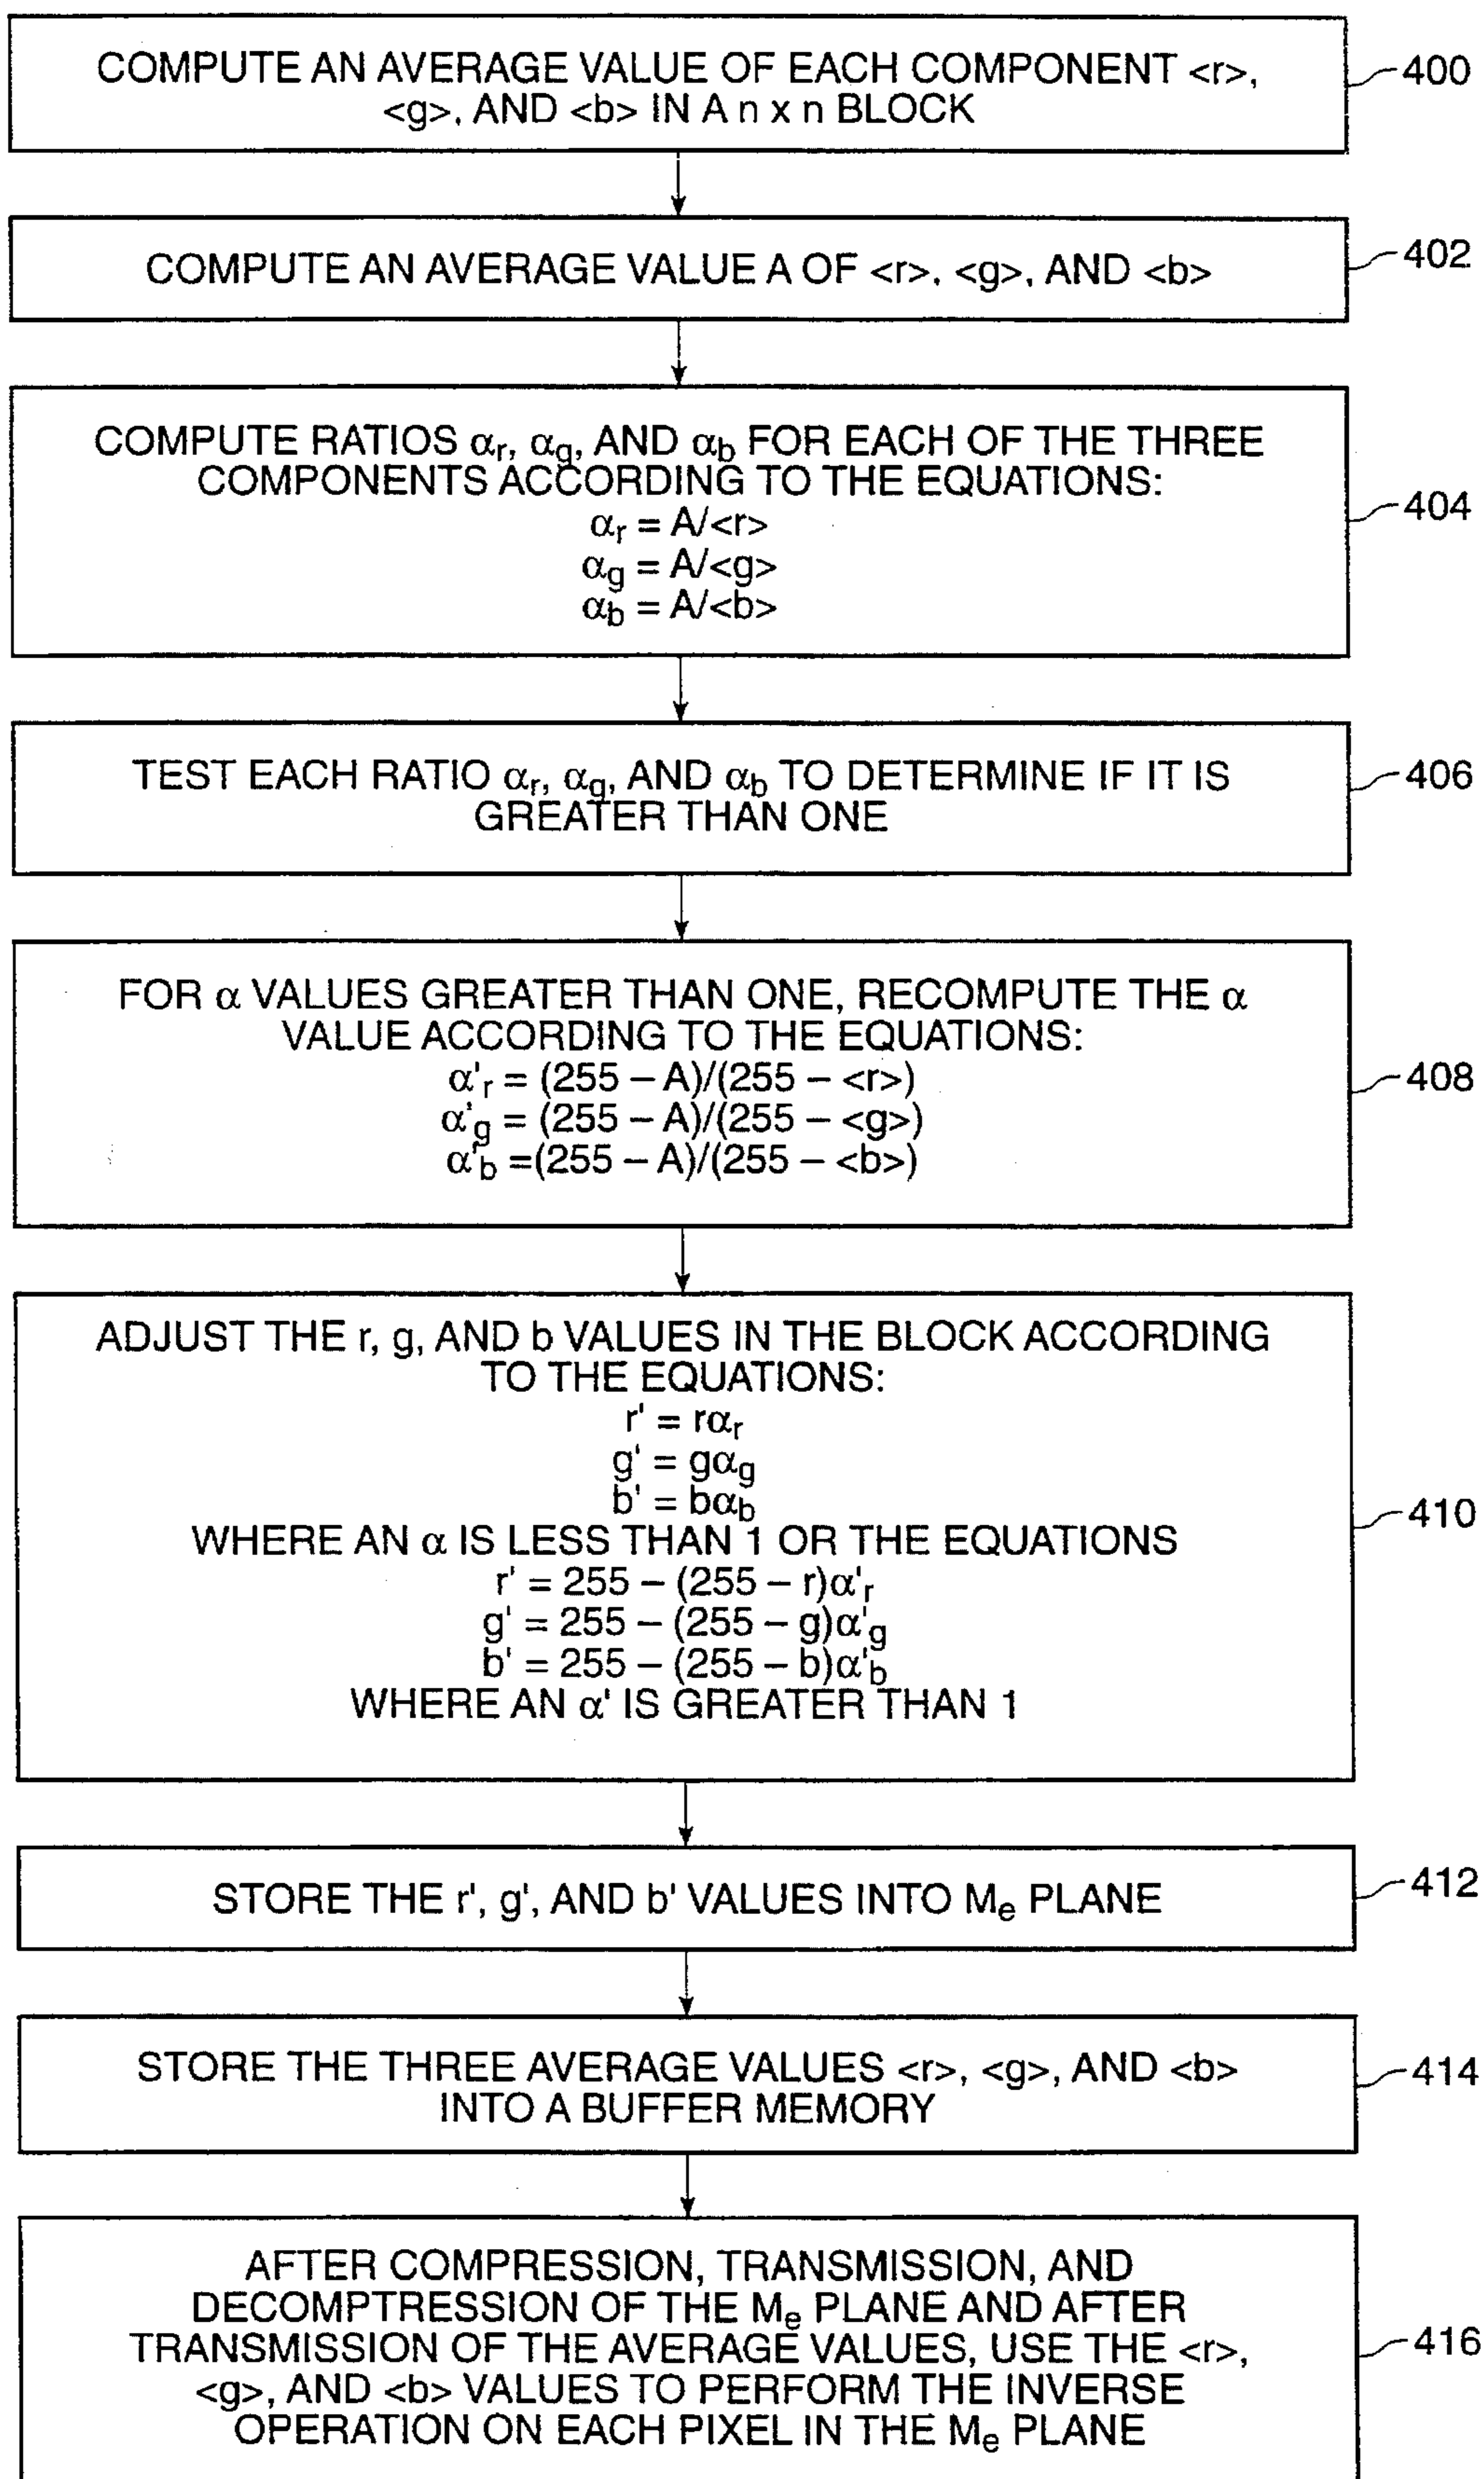 COMPUTE AN AVERAGE VALUE OF EACH COMPONENT <r>,
<g>, AND <b> IN A n x n BLOCK
400
COMPUTE AN AVERAGE VALUE A OF <r>, <g>, AND <b>
402
COMPUTE RATIOS αr, αg, AND αb FOR EACH OF THE THREE
COMPONENTS ACCORDING TO THE EQUATIONS:
αr = A/<r>
αg = A/<g>
αb = A/<b>
404
TEST EACH RATIO αr, αg, AND αb TO DETERMINE IF IT IS
GREATER THAN ONE
406
FOR α VALUES GREATER THAN ONE, RECOMPUTE THE α
VALUE ACCORDING TO THE EQUATIONS:
α'r = (255 – A)/(255 – <r>)
α'g = (255 – A)/(255 – <g>)
α'b =(255 – A)/(255 – <b>)
408
ADJUST THE r, g, AND b VALUES IN THE BLOCK ACCORDING
TO THE EQUATIONS:
r' = rαr
g' = gαg
b' = bαb
WHERE AN α IS LESS THAN 1 OR THE EQUATIONS
r' = 255 – (255 – r)α'r
g' = 255 – (255 – g)α'g
b' = 255 – (255 – b)α'b
WHERE AN α' IS GREATER THAN 1
410
STORE THE r', g', AND b' VALUES INTO Me PLANE
412
STORE THE THREE AVERAGE VALUES <r>, <g>, AND <b>
INTO A BUFFER MEMORY
414
AFTER COMPRESSION, TRANSMISSION, AND
DECOMPTRESSION OF THE Me PLANE AND AFTER
TRANSMISSION OF THE AVERAGE VALUES, USE THE <r>,
<g>, AND <b> VALUES TO PERFORM THE INVERSE
OPERATION ON EACH PIXEL IN THE Me PLANE
416